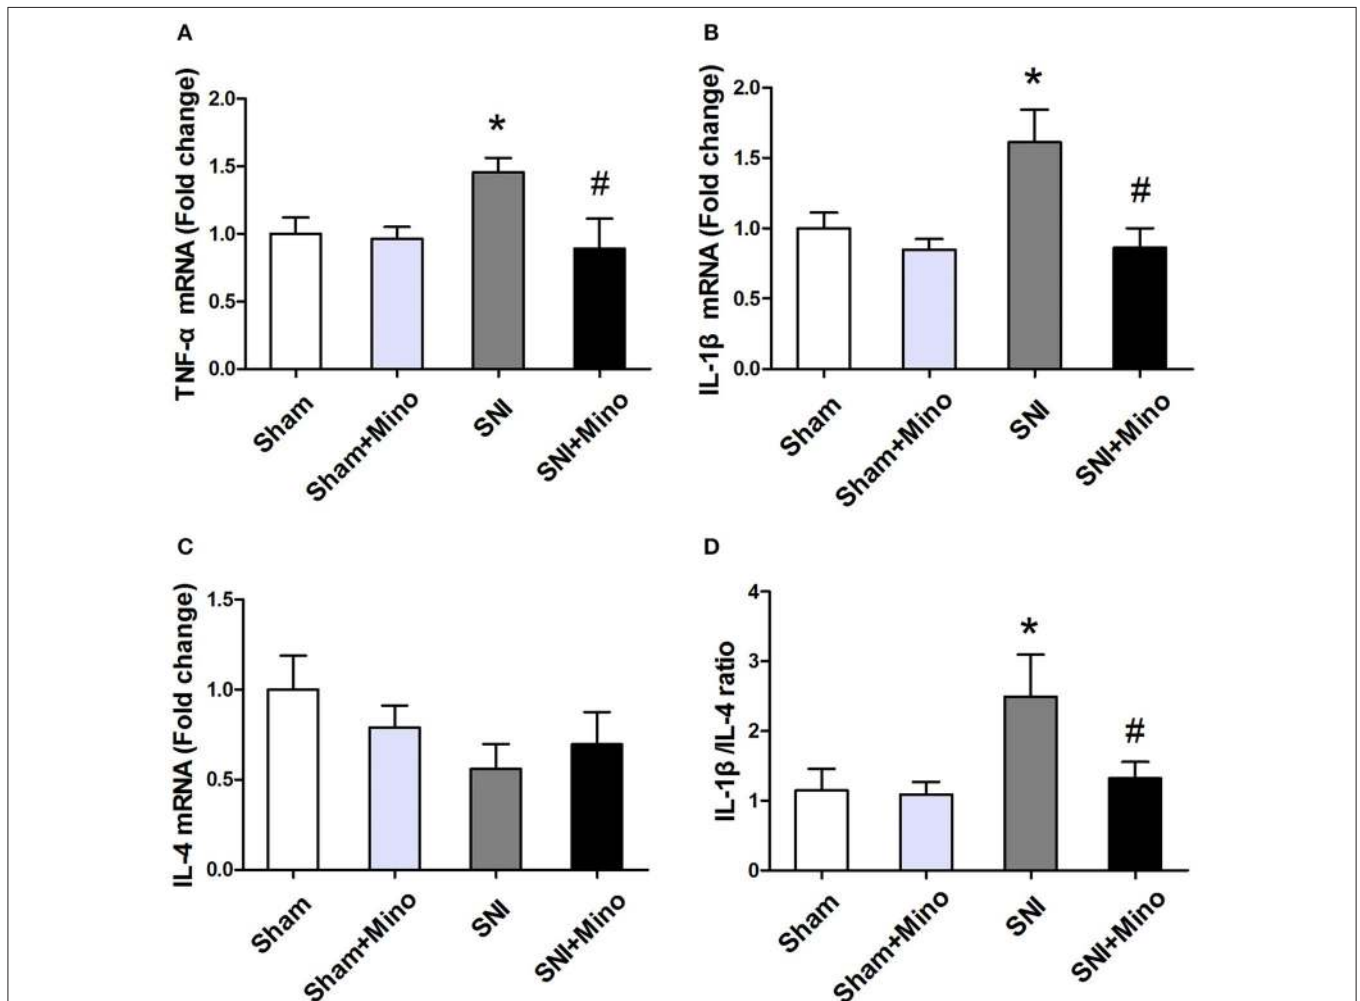 A
TNF-α mRNA (Fold change)
2.0
1.5
1.0
0.5
0.0
*
#
Sham
Sham+Mino
SNI
SNI+Mino
B
IL-1β mRNA (Fold change)
2.0
1.5
1.0
0.5
0.0
*
#
Sham
Sham+Mino
SNI
SNI+Mino
C
IL-4 mRNA (Fold change)
1.5
1.0
0.5
0.0
Sham
Sham+Mino
SNI
SNI+Mino
D
IL-1β/IL-4 ratio
4
3
2
1
0
*
#
Sham
Sham+Mino
SNI
SNI+Mino